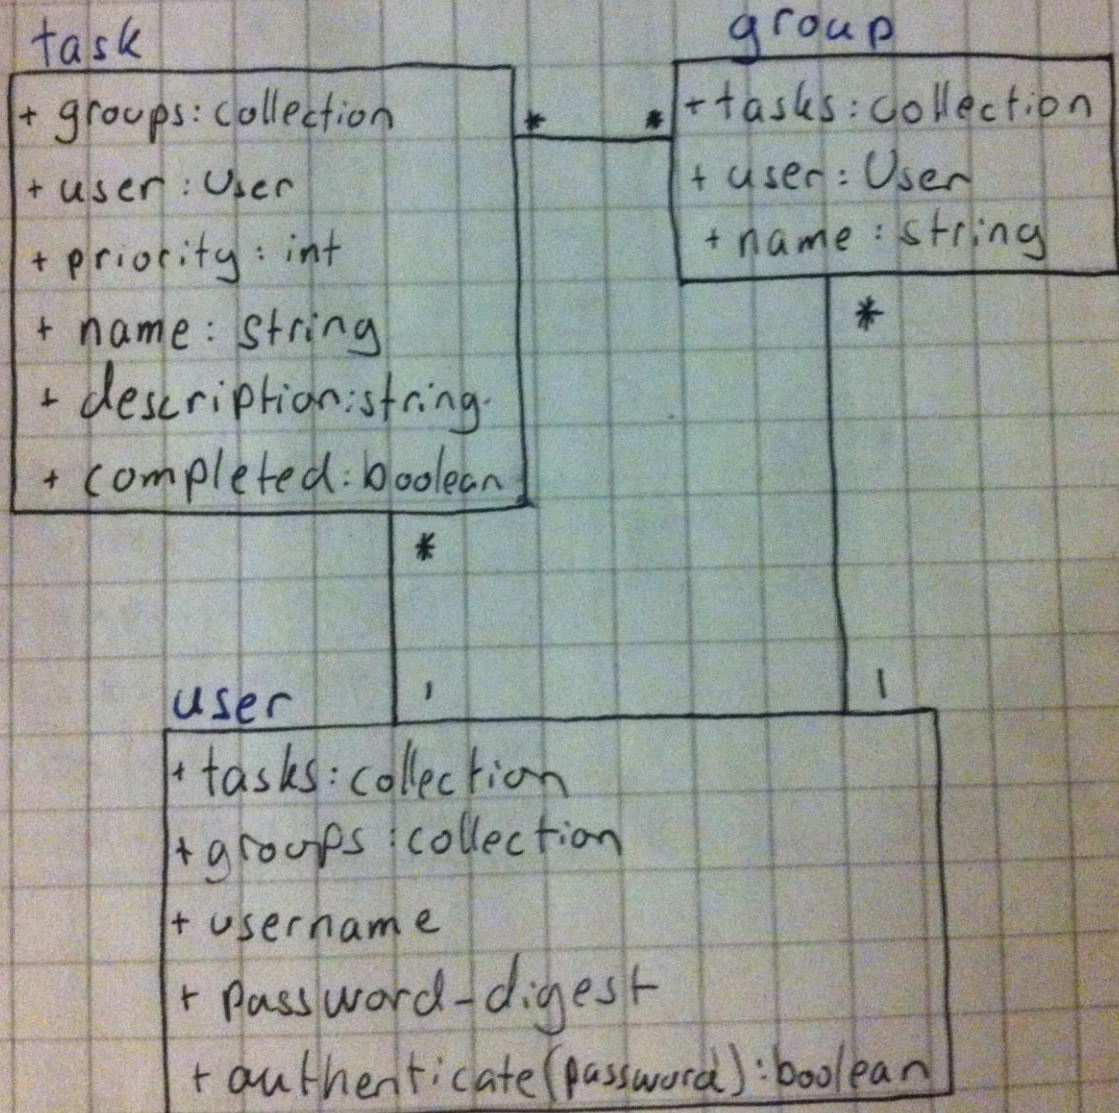 task
+ groups: collection
+ user: User
+ priority: int
+ name: string
+ description: string
+ completed: boolean
* *
group
+ tasks: collection
+ user: User
+ name: string
*
1
*
1
user
+ tasks: collection
+ groups: collection
+ username
+ password-digest
+ authenticate(password): boolean